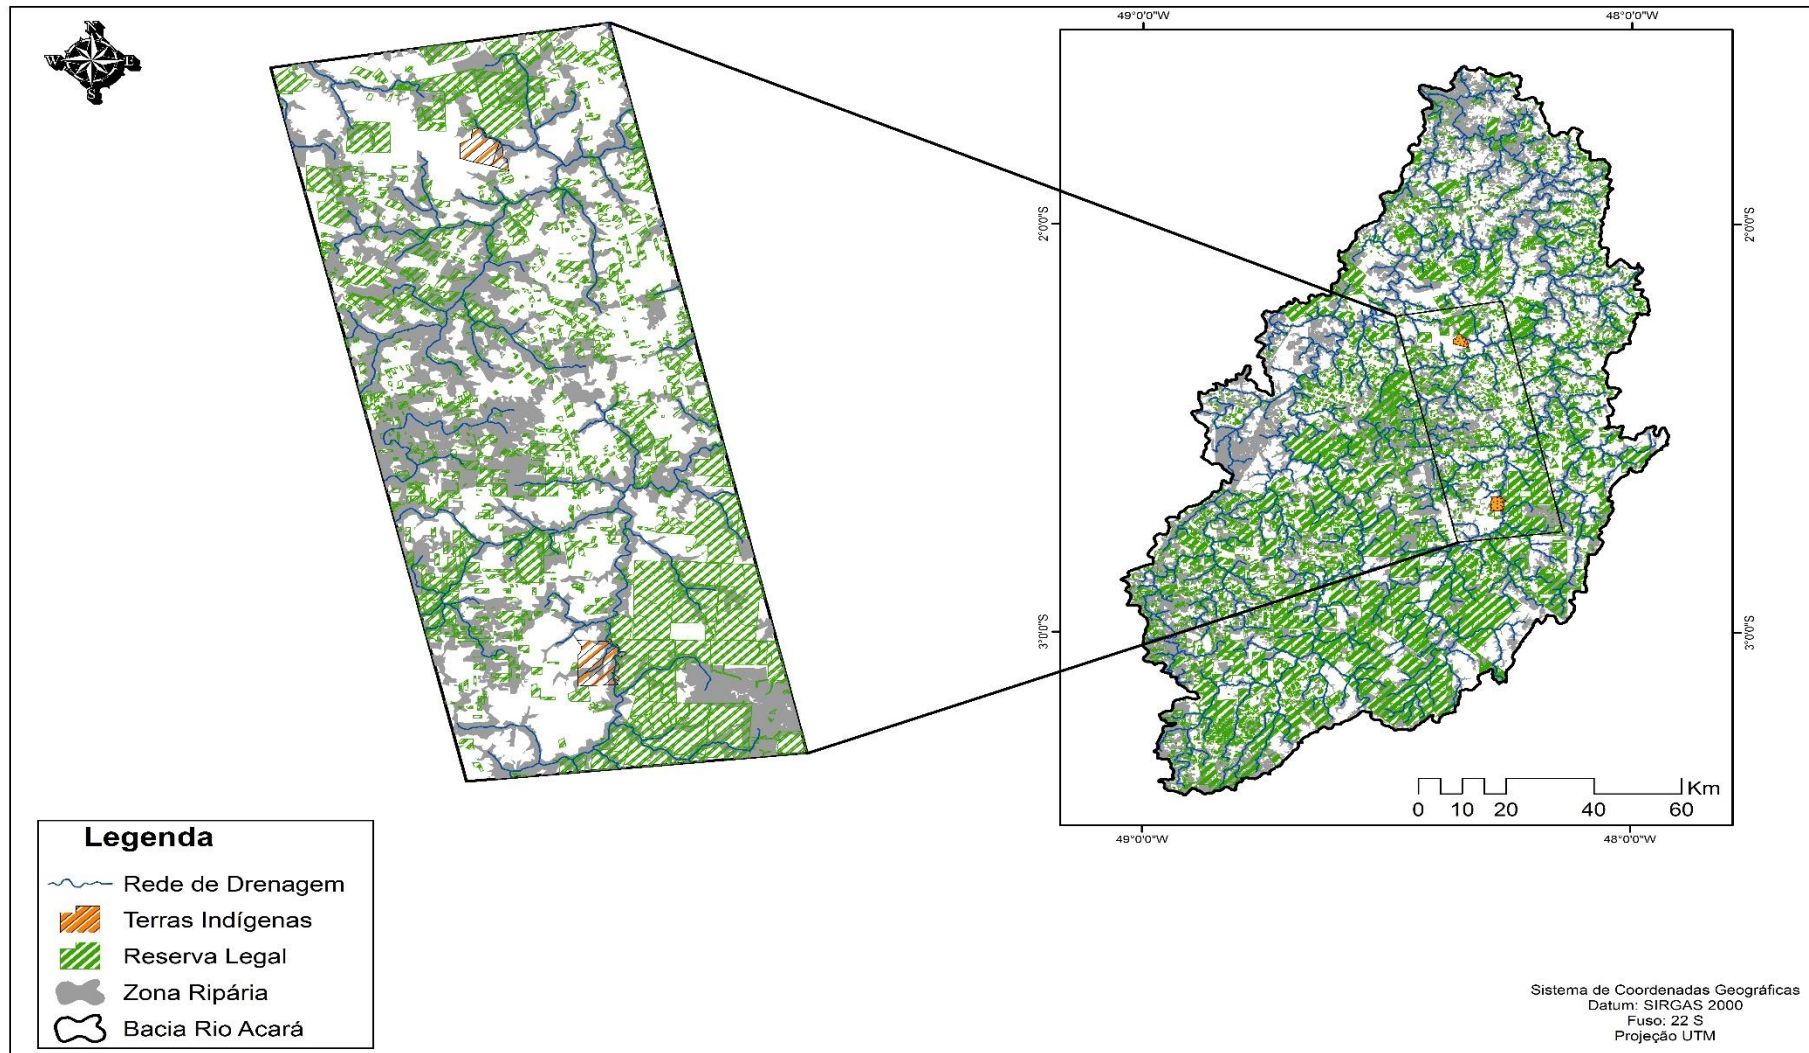 49°0'0"W
48°0'0"W
N
W
E
S
2°0'0"S
2°0'0"S
3°0'0"S
3°0'0"S
Km
0 10 20 40 60
49°0'0"W
48°0'0"W
Legenda
Rede de Drenagem
Terras Indígenas
Reserva Legal
Zona Ripária
Bacia Rio Acará
Sistema de Coordenadas Geográficas
Datum: SIRGAS 2000
Fuso: 22 S
Projeção UTM